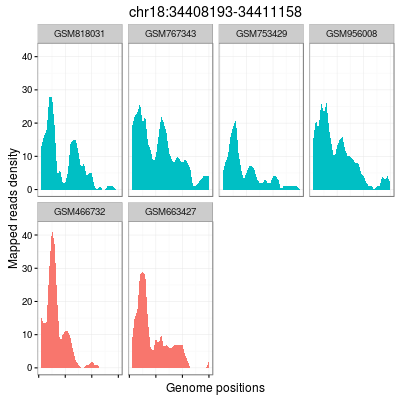 chr18:34408193-34411158
GSM818031 GSM767343 GSM753429 GSM956008
40
30
20
10
0
GSM466732 GSM663427
40
30
20
10
0
Mapped reads density
Genome positions